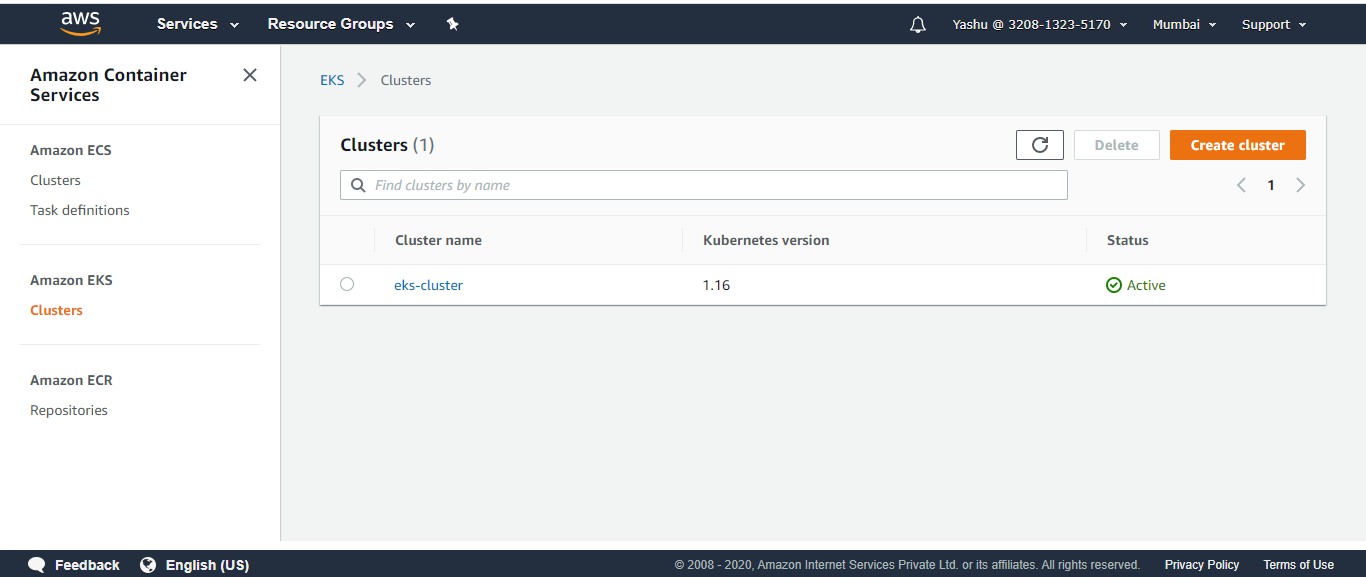 aws Services Resource Groups Yashu @ 3208-1323-5170 Mumbai Support
Amazon Container
Services
Amazon ECS
Clusters
Task definitions
Amazon EKS
Clusters
Amazon ECR
Repositories
EKS Clusters
Clusters (1) Delete Create cluster
Find clusters by name 1
Cluster name Kubernetes version Status
eks-cluster 1.16 Active
Feedback English (US) © 2008 - 2020, Amazon Internet Services Private Ltd. or its affiliates. All rights reserved. Privacy Policy Terms of Use